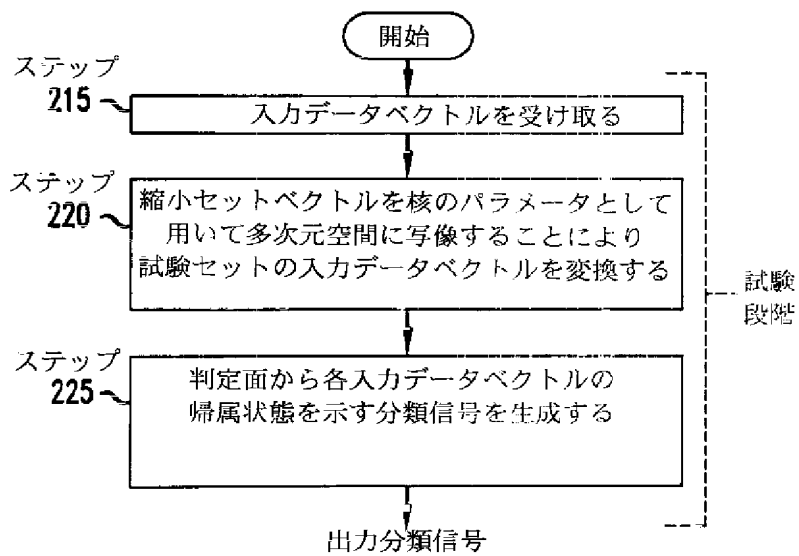 開始
ステップ
215
入力データベクトルを受け取る
ステップ
220
縮小セットベクトルを核のパラメータとして
用いて多次元空間に写像することにより
試験セットの入力データベクトルを変換する
試験
段階
ステップ
225
判定面から各入力データベクトルの
帰属状態を示す分類信号を生成する
出力分類信号